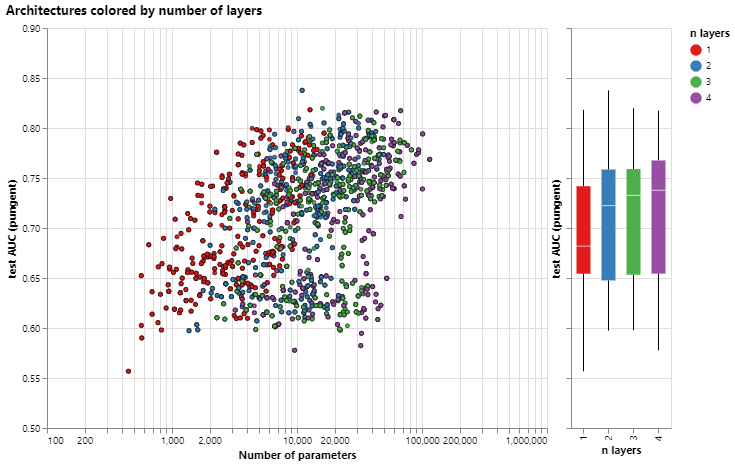 Architectures colored by number of layers
0.90
0.85
0.80
0.75
0.70
0.65
0.60
0.55
0.50
test AUC (pungent)
100 200 1,000 2,000 10,000 20,000 100,000 200,000 1,000,000
Number of parameters
test AUC (pungent)
1 2 3 4
n layers
n layers
1
2
3
4